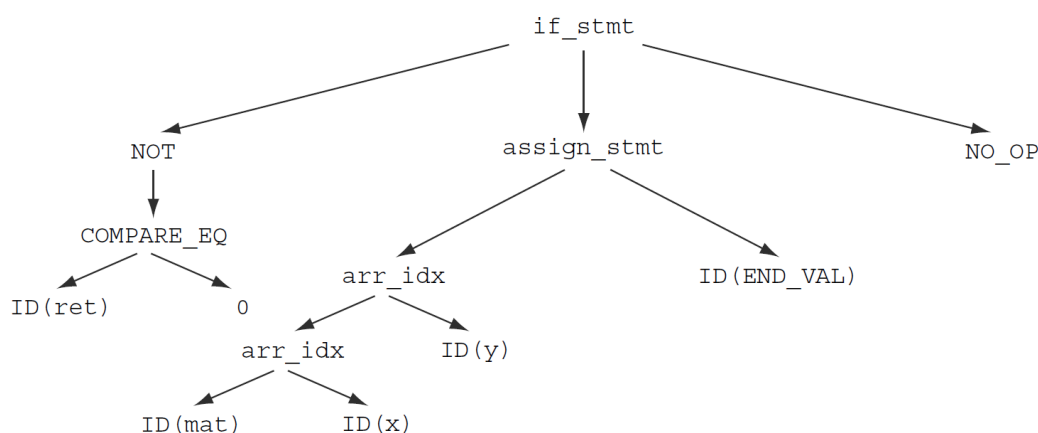 if_stmt
NOT assign_stmt NO_OP
COMPARE_EQ
arr_idx ID(END_VAL)
ID(ret) 0
arr_idx ID(y)
ID(mat) ID(x)